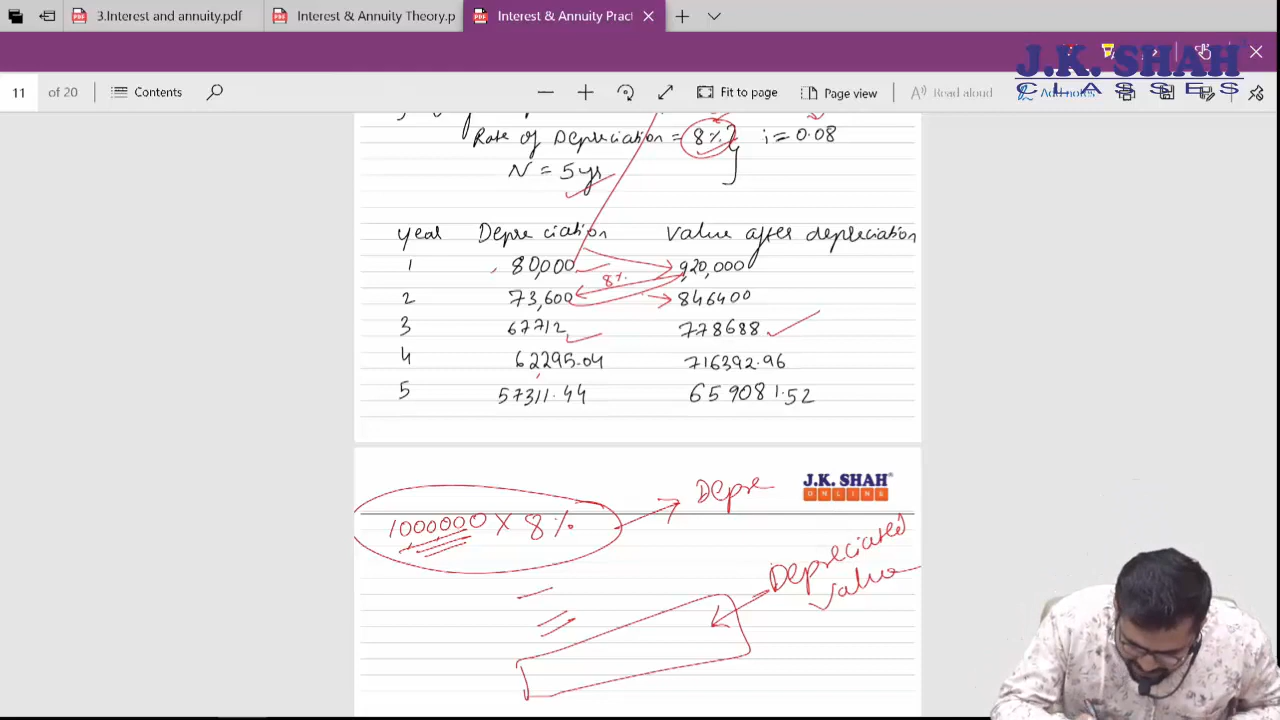 3.Interest and annuity.pdf
Interest & Annuity Theory.p
Interest & Annuity Pract
J.K. SHAH
CLASSES
11 of 20
Contents
Fit to page
Page view
Read aloud
Rate of Depreciation = 8% i = 0.08
N = 5 yrs
Year Depreciation Value after depreciation
1 80,000 920,000
8%
2 73,600 846400
3 67712 778688
4 62295.04 716392.96
5 57311.44 659081.52
Depre
J.K. SHAH
ONLINE
1000000 X 8%
Depreciated
Value